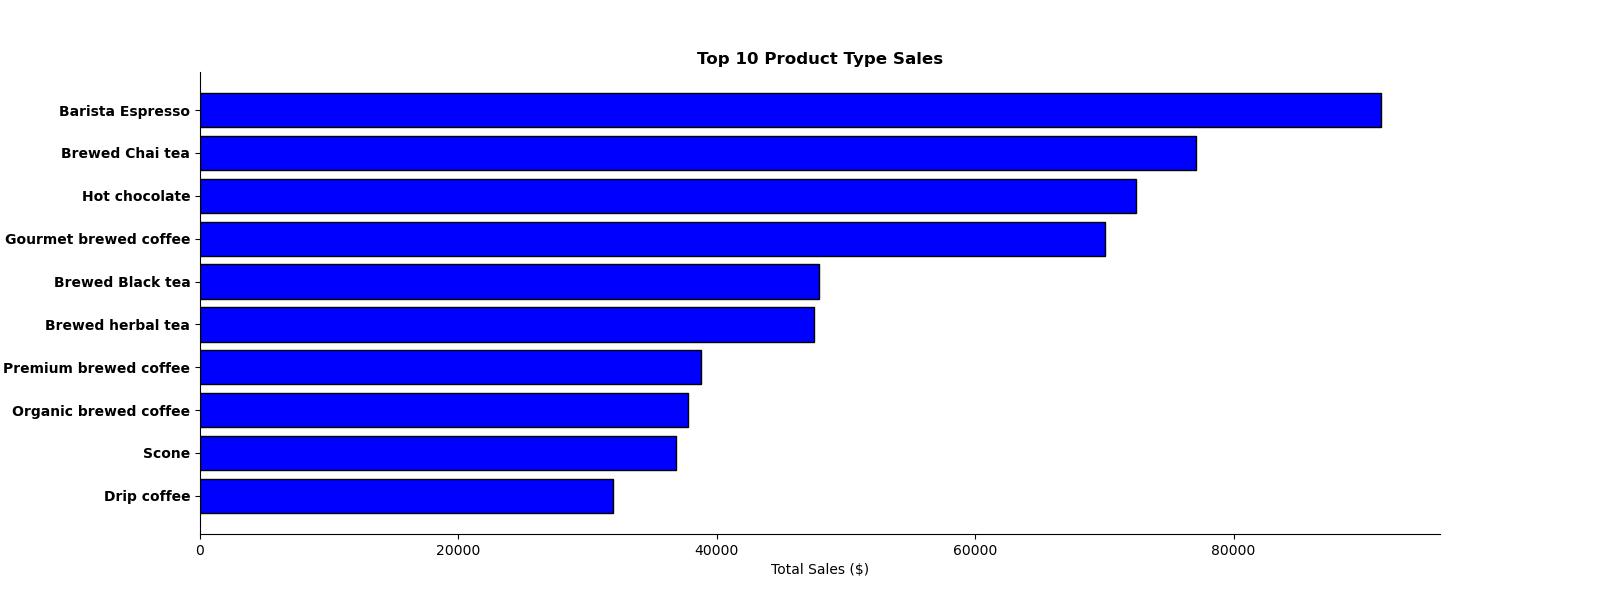 Top 10 Product Type Sales
Barista Espresso
Brewed Chai tea
Hot chocolate
Gourmet brewed coffee
Brewed Black tea
Brewed herbal tea
Premium brewed coffee
Organic brewed coffee
Scone
Drip coffee
0 20000 40000 60000 80000
Total Sales ($)